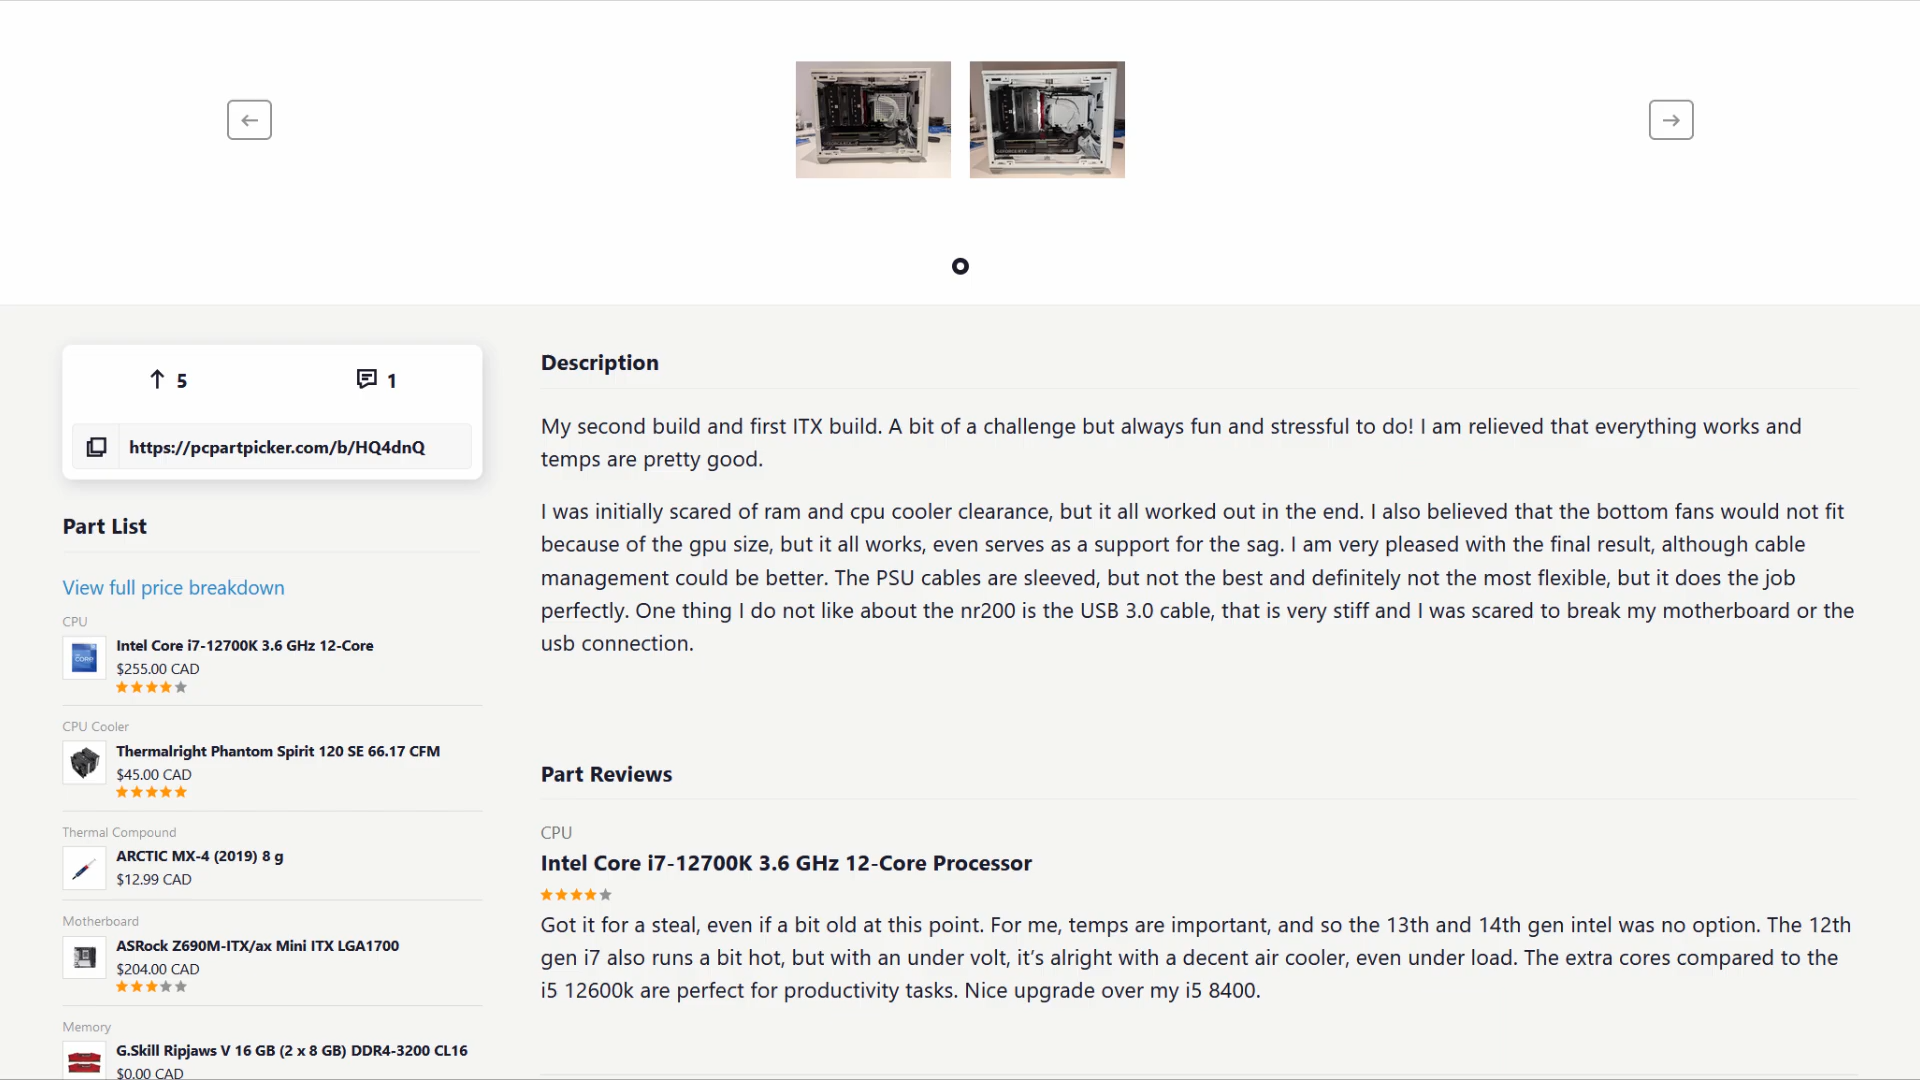 5
1
https://pcpartpicker.com/b/HQ4dnQ
Part List
View full price breakdown
CPU
Intel Core i7-12700K 3.6 GHz 12-Core
$255.00 CAD
CPU Cooler
Thermalright Phantom Spirit 120 SE 66.17 CFM
$45.00 CAD
Thermal Compound
ARCTIC MX-4 (2019) 8 g
$12.99 CAD
Motherboard
ASRock Z690M-ITX/ax Mini ITX LGA1700
$204.00 CAD
Memory
G.Skill Ripjaws V 16 GB (2 x 8 GB) DDR4-3200 CL16
$0.00 CAD
Description
My second build and first ITX build. A bit of a challenge but always fun and stressful to do! I am relieved that everything works and
temps are pretty good.
I was initially scared of ram and cpu cooler clearance, but it all worked out in the end. I also believed that the bottom fans would not fit
because of the gpu size, but it all works, even serves as a support for the sag. I am very pleased with the final result, although cable
management could be better. The PSU cables are sleeved, but not the best and definitely not the most flexible, but it does the job
perfectly. One thing I do not like about the nr200 is the USB 3.0 cable, that is very stiff and I was scared to break my motherboard or the
usb connection.
Part Reviews
CPU
Intel Core i7-12700K 3.6 GHz 12-Core Processor
Got it for a steal, even if a bit old at this point. For me, temps are important, and so the 13th and 14th gen intel was no option. The 12th
gen i7 also runs a bit hot, but with an under volt, it’s alright with a decent air cooler, even under load. The extra cores compared to the
i5 12600k are perfect for productivity tasks. Nice upgrade over my i5 8400.